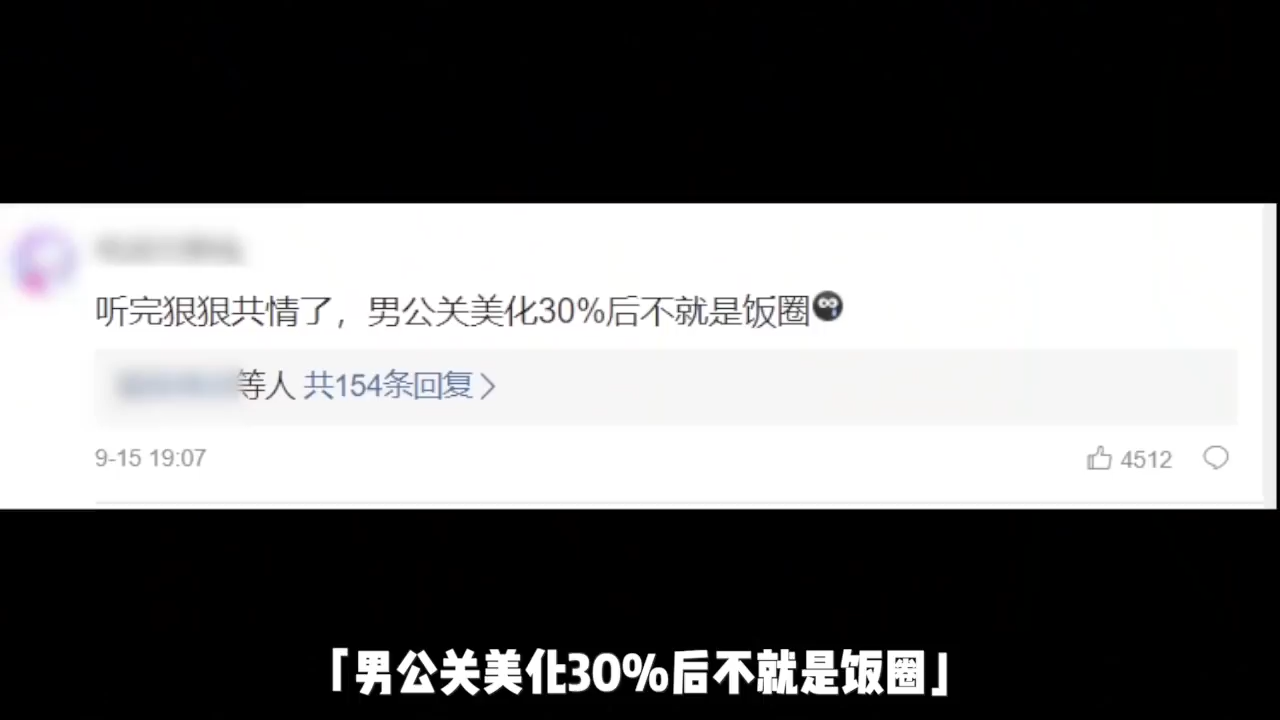 听完狠狠共情了，男公关美化30%后不就是饭圈
等人 共154条回复
9-15 19:07
4512
「男公关美化30%后不就是饭圈」